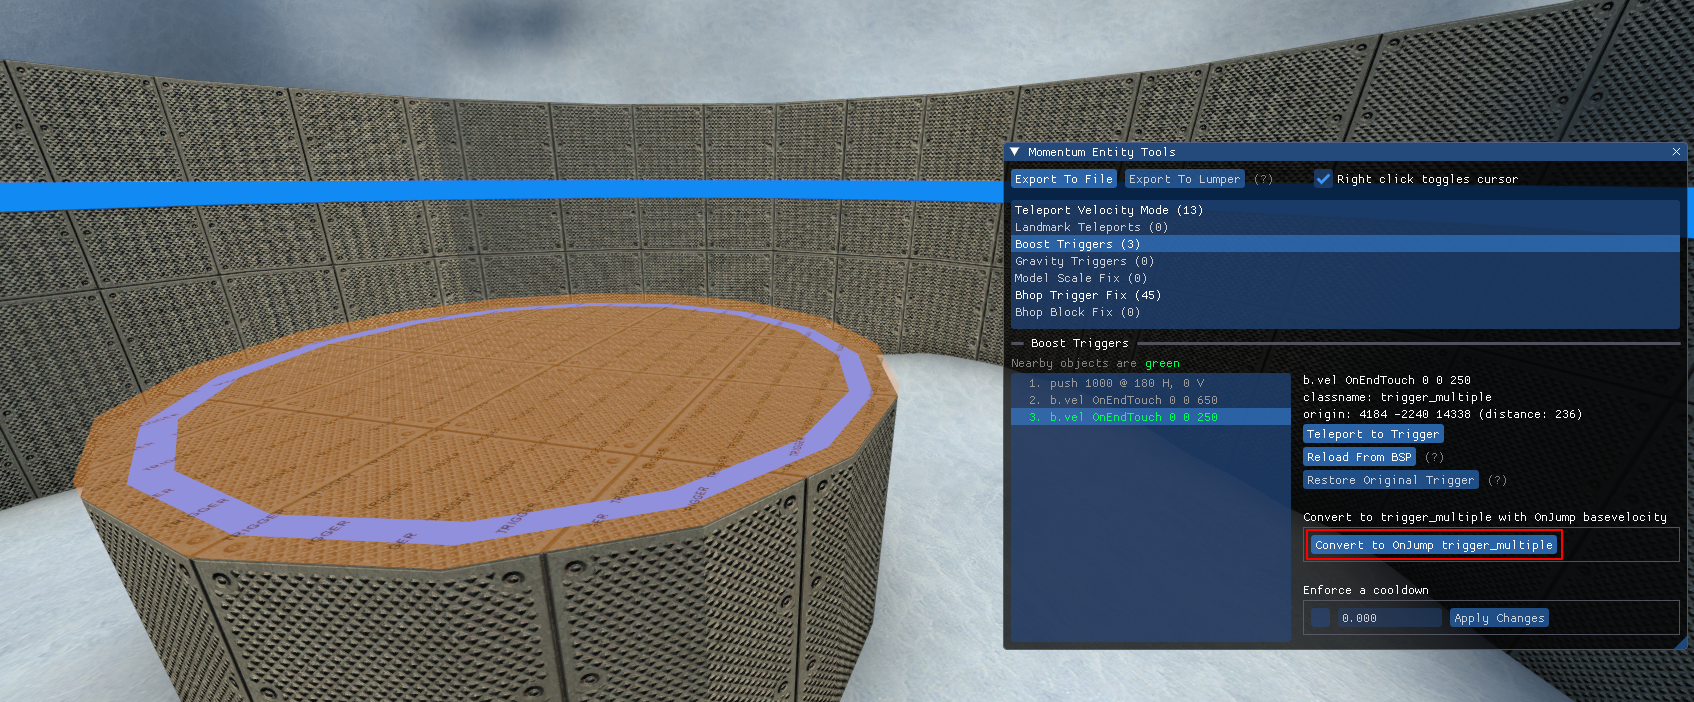 Momentum Entity Tools
Export To File Export To Lumper (?) Right click toggles cursor
Teleport Velocity Mode (13)
Landmark Teleports (0)
Boost Triggers (3)
Gravity Triggers (0)
Model Scale Fix (0)
Bhop Trigger Fix (45)
Bhop Block Fix (0)
Boost Triggers
Nearby objects are green
1. push 1000 @ 180 H, 0 V
2. b.vel OnEndTouch 0 0 650
3. b.vel OnEndTouch 0 0 250
b.vel OnEndTouch 0 0 250
classname: trigger_multiple
origin: 4184 -2240 14338 (distance: 236)
Teleport to Trigger
Reload From BSP (?)
Restore Original Trigger (?)
Convert to trigger_multiple with OnJump basevelocity
Convert to OnJump trigger_multiple
Enforce a cooldown
0.000 Apply Changes
TRIGGER
TRIGGER
TRIGGER